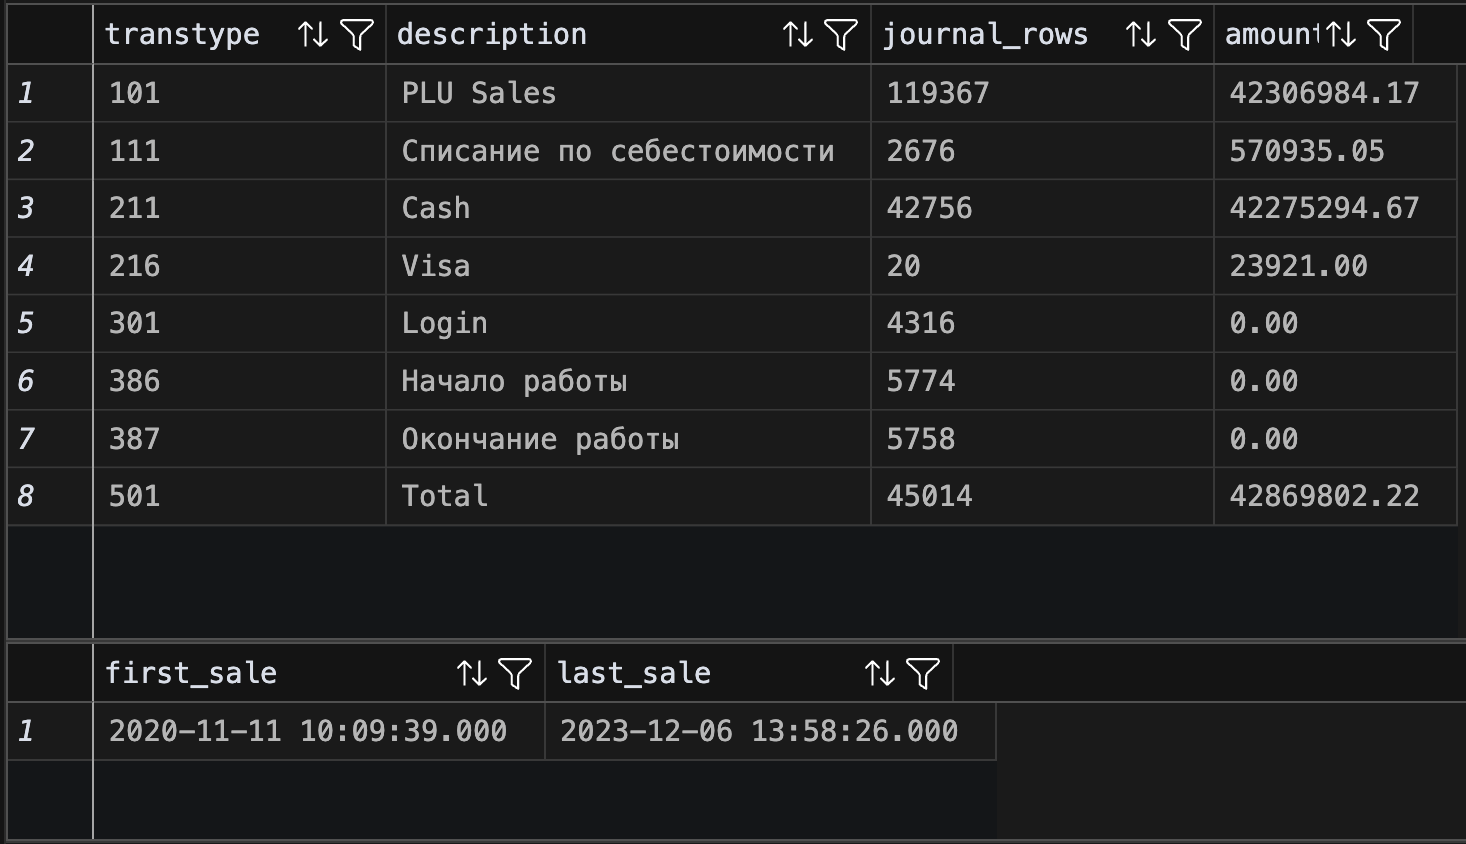 transtype description journal_rows amount
1 101 PLU Sales 119367 42306984.17
2 111 Списание по себестоимости 2676 570935.05
3 211 Cash 42756 42275294.67
4 216 Visa 20 23921.00
5 301 Login 4316 0.00
6 386 Начало работы 5774 0.00
7 387 Окончание работы 5758 0.00
8 501 Total 45014 42869802.22
first_sale last_sale
1 2020-11-11 10:09:39.000 2023-12-06 13:58:26.000